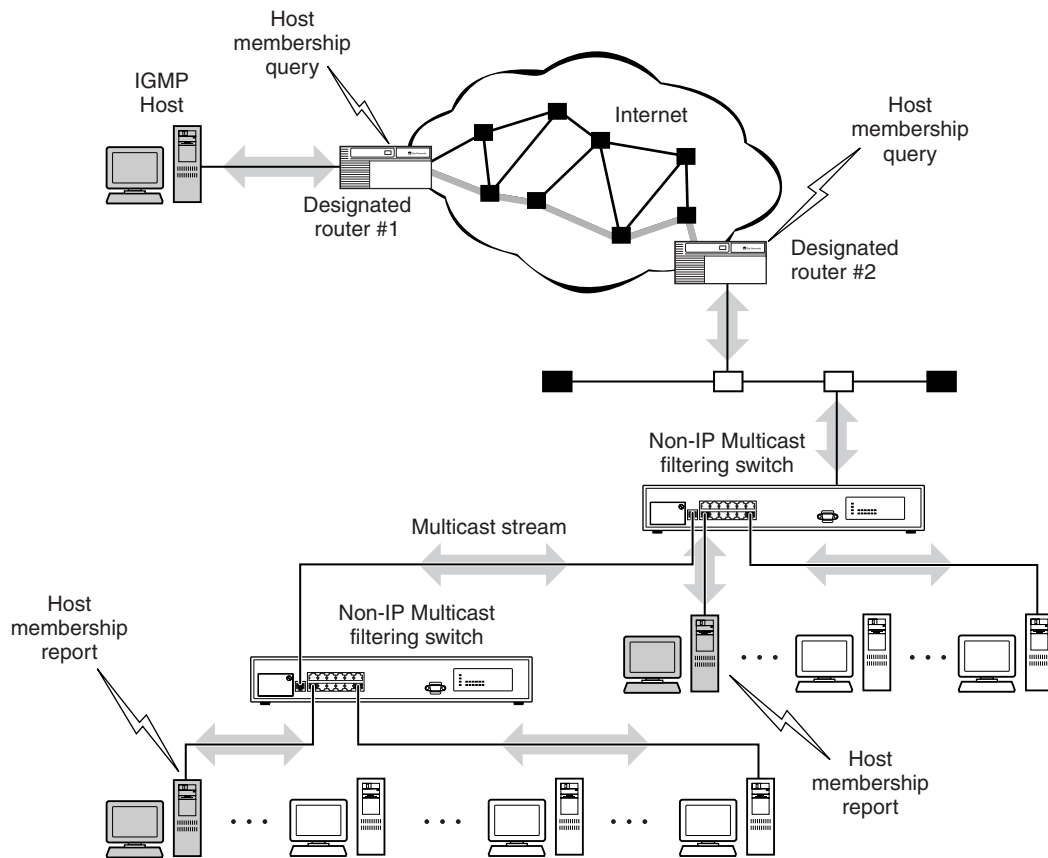 Host
membership
query
IGMP
Host
Internet
Host
membership
query
Designated
router #1
Designated
router #2
Non-IP Multicast
filtering switch
Multicast stream
Host
membership
report
Non-IP Multicast
filtering switch
Host
membership
report